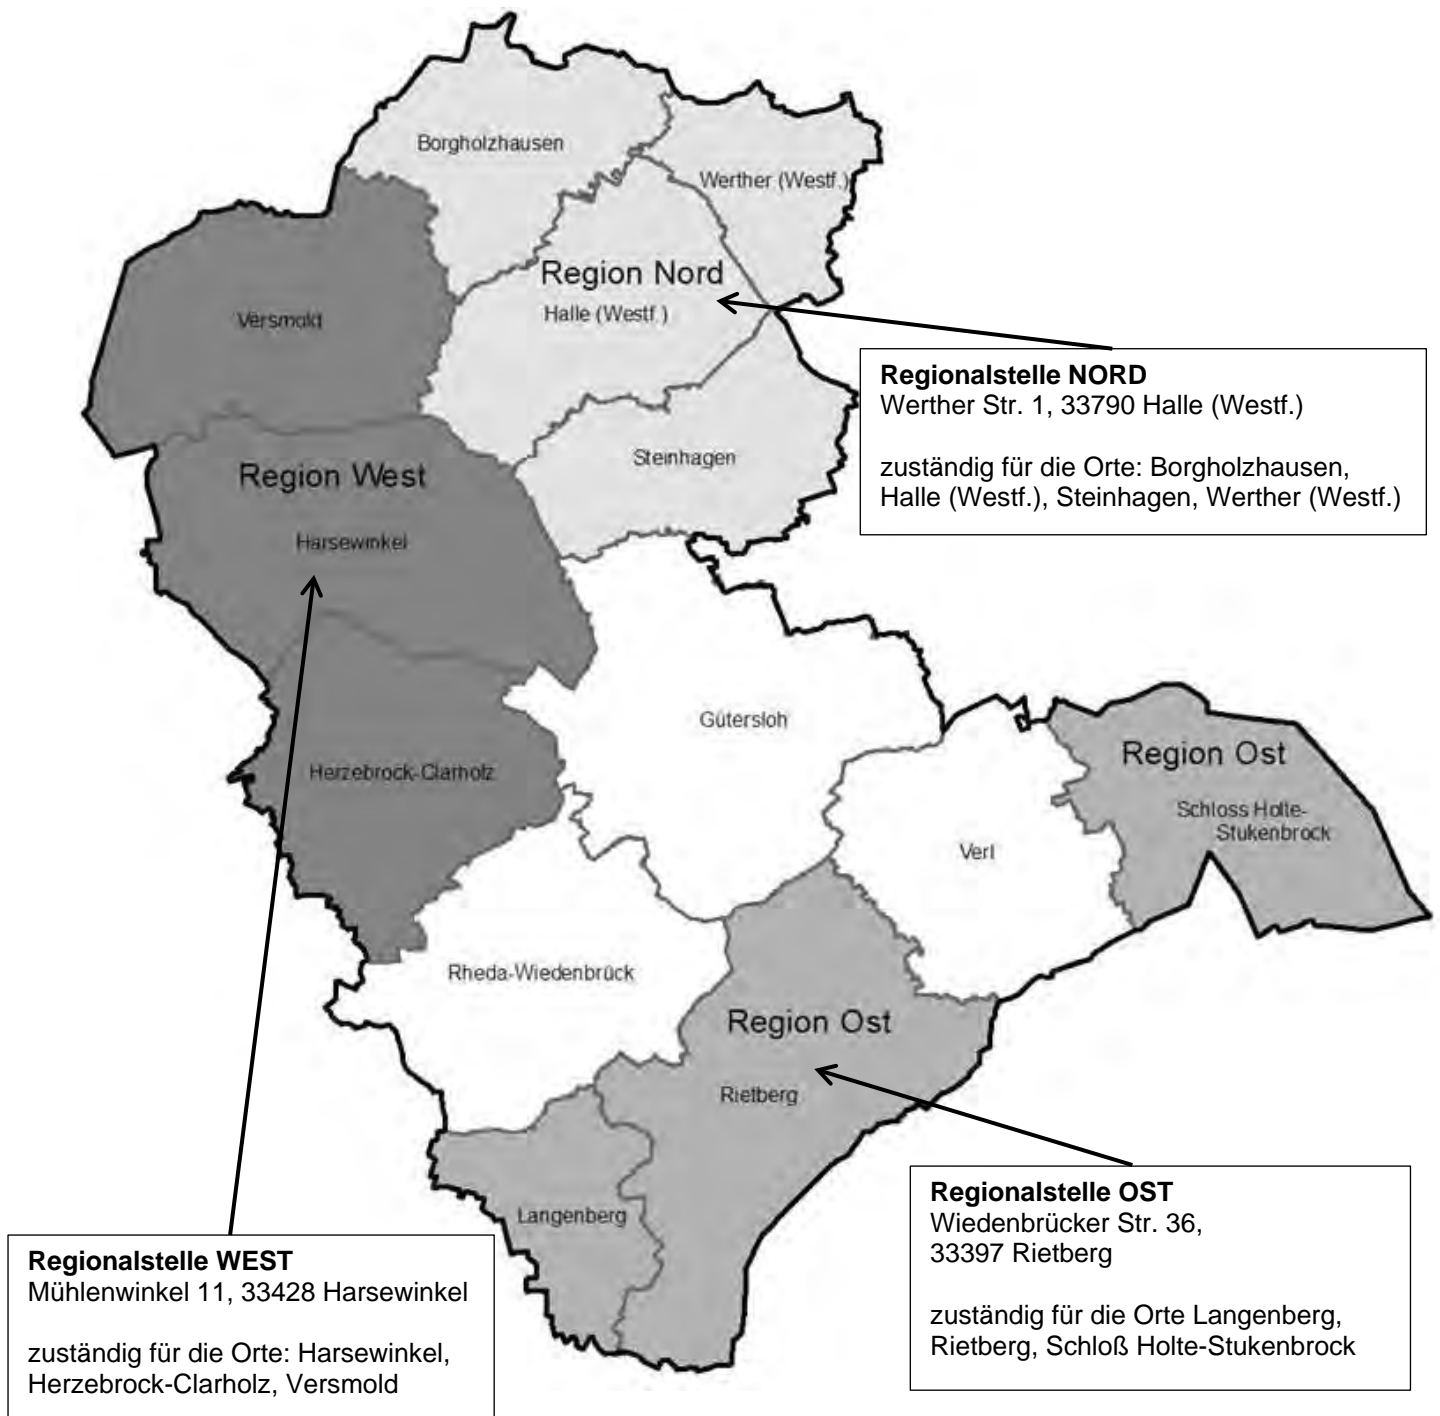 Borgholzhausen
Werther (Westf.)
Region Nord
Halle (Westf.)
Versmold
Regionalstelle NORD
Werther Str. 1, 33790 Halle (Westf.)
zuständig für die Orte: Borgholzhausen,
Halle (Westf.), Steinhagen, Werther (Westf.)
Steinhagen
Region West
Harsewinkel
Gütersloh
Region Ost
Schloss Holte-
Stukenbrock
Herzebrock-Clarholz
Verl
Rheda-Wiedenbrück
Region Ost
Rietberg
Langenberg
Regionalstelle OST
Wiedenbrücker Str. 36,
33397 Rietberg
zuständig für die Orte Langenberg,
Rietberg, Schloß Holte-Stukenbrock
Regionalstelle WEST
Mühlenwinkel 11, 33428 Harsewinkel
zuständig für die Orte: Harsewinkel,
Herzebrock-Clarholz, Versmold